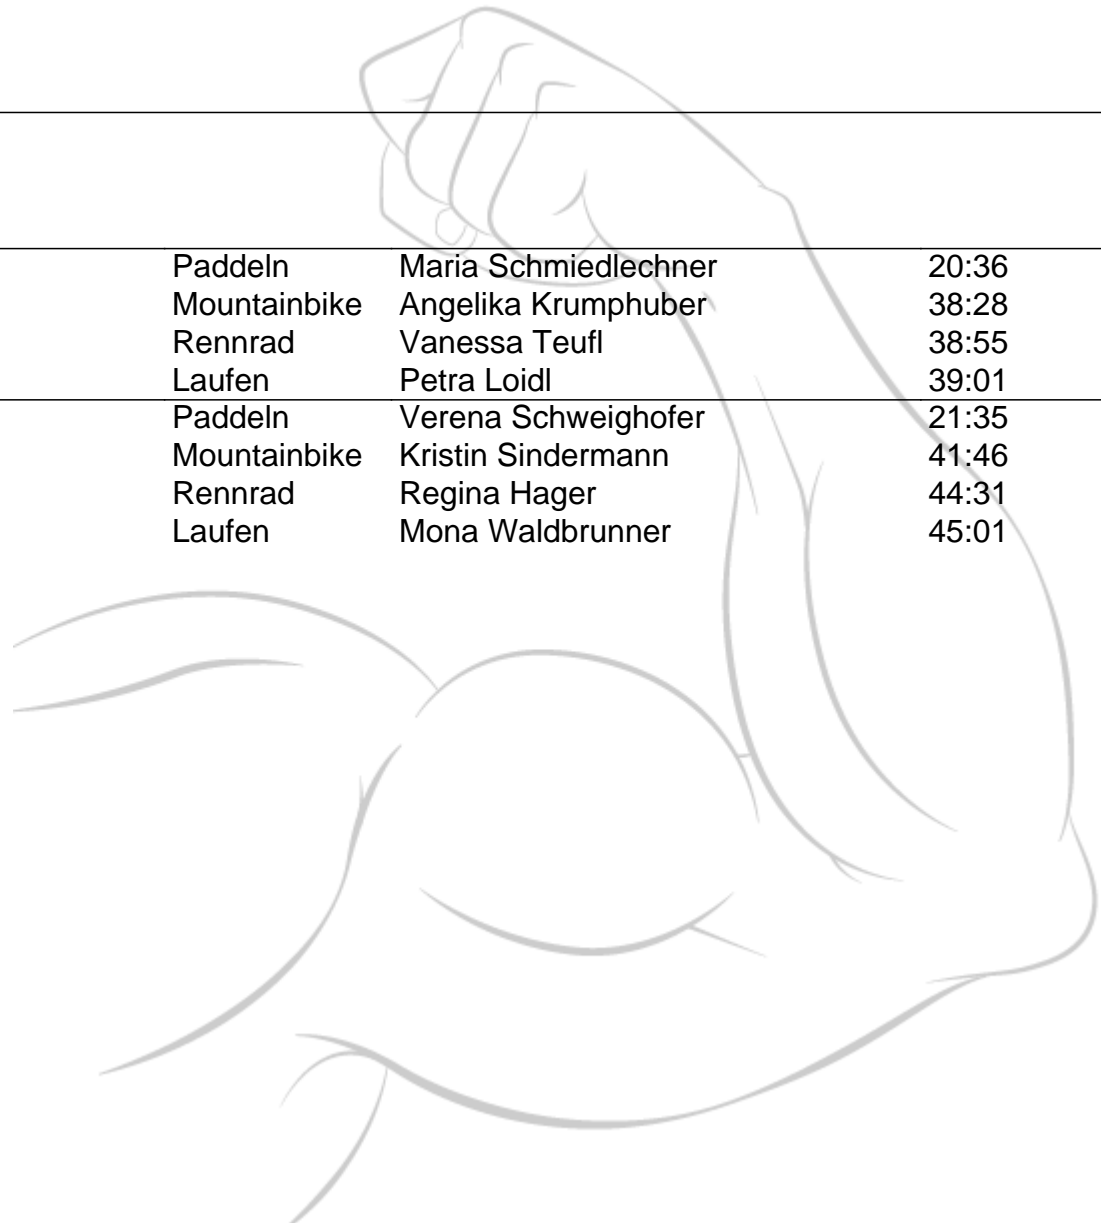 Paddeln Maria Schmiedlechner 20:36
Mountainbike Angelika Krumphuber 38:28
Rennrad Vanessa Teufl 38:55
Laufen Petra Loidl 39:01
Paddeln Verena Schweighofer 21:35
Mountainbike Kristin Sindermann 41:46
Rennrad Regina Hager 44:31
Laufen Mona Waldbrunner 45:01